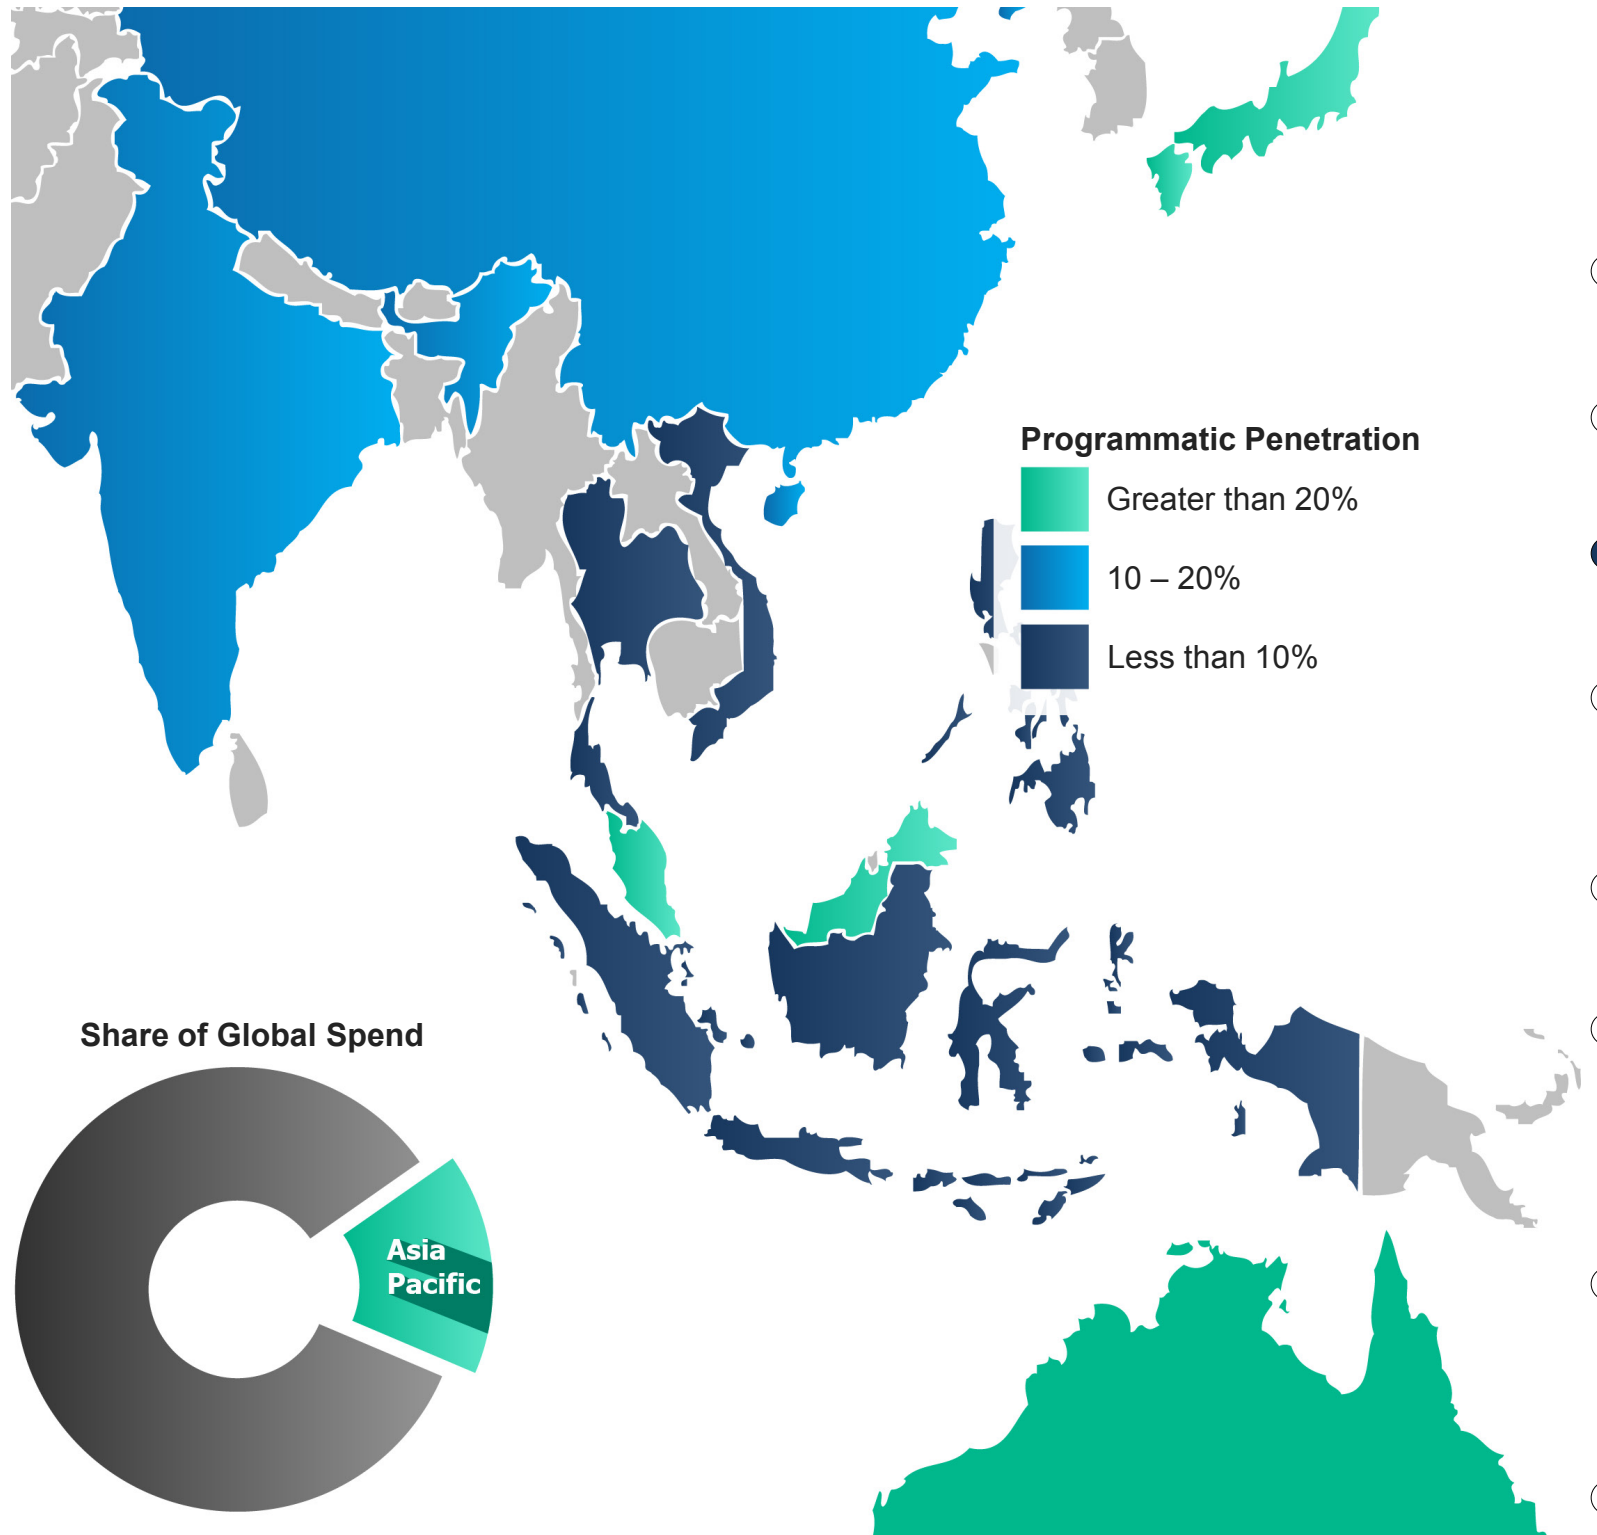 Programmatic Penetration
Greater than 20%
10 – 20%
Less than 10%
Share of Global Spend
Asia
Pacific